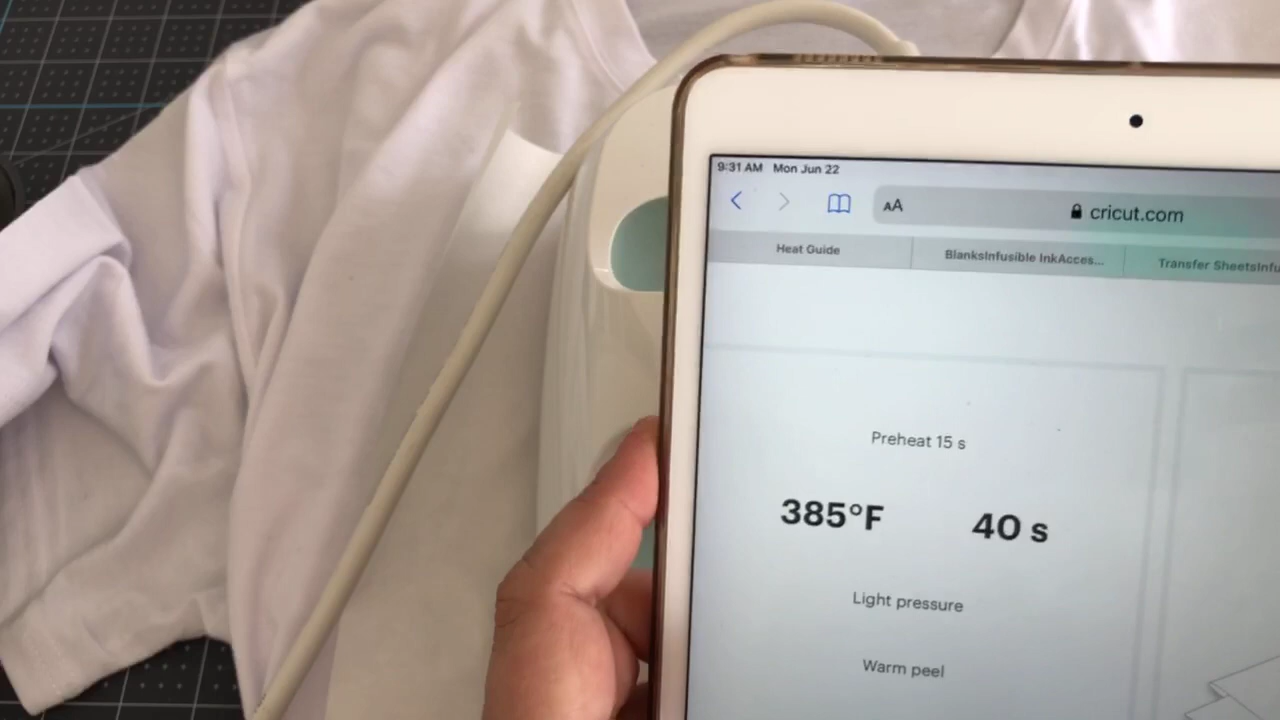 9:31 AM Mon Jun 22
AA cricut.com
Heat Guide
BlanksInfusible InkAcces...
Transfer SheetsInfu
Preheat 15 s
385°F 40 s
Light pressure
Warm peel